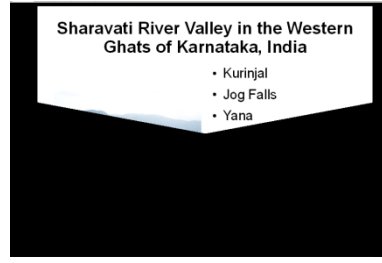 Sharavati River Valley in the Western
Ghats of Karnataka, India
• Kurinjal
• Jog Falls
• Yana